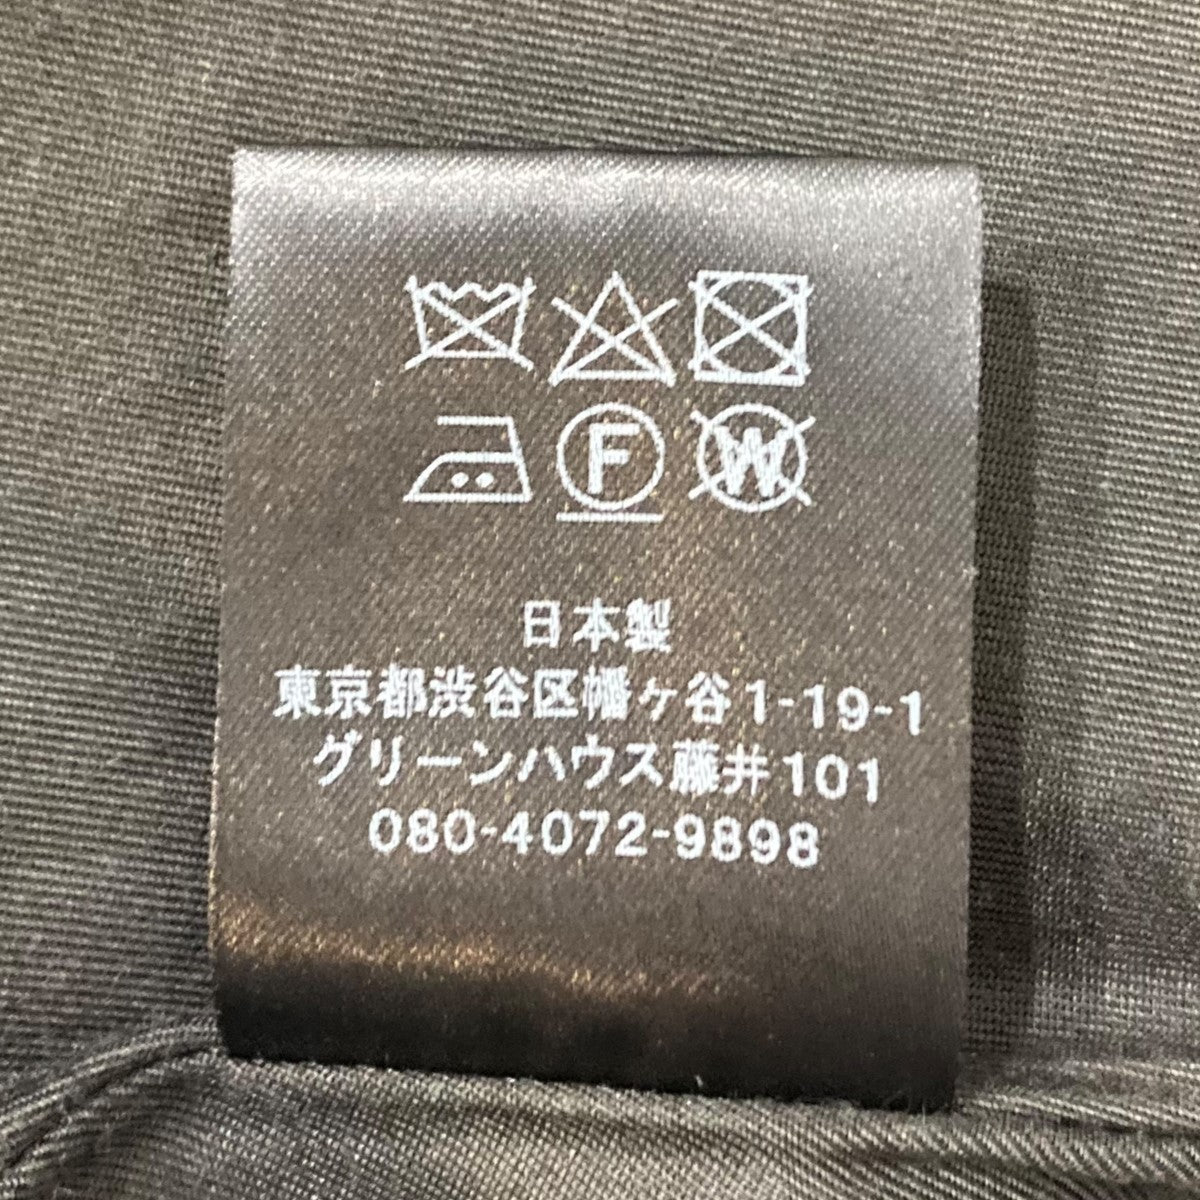 F W
日本製
東京都渋谷区幡ヶ谷1-19-1
グリーンハウス藤井101
080-4072-9898